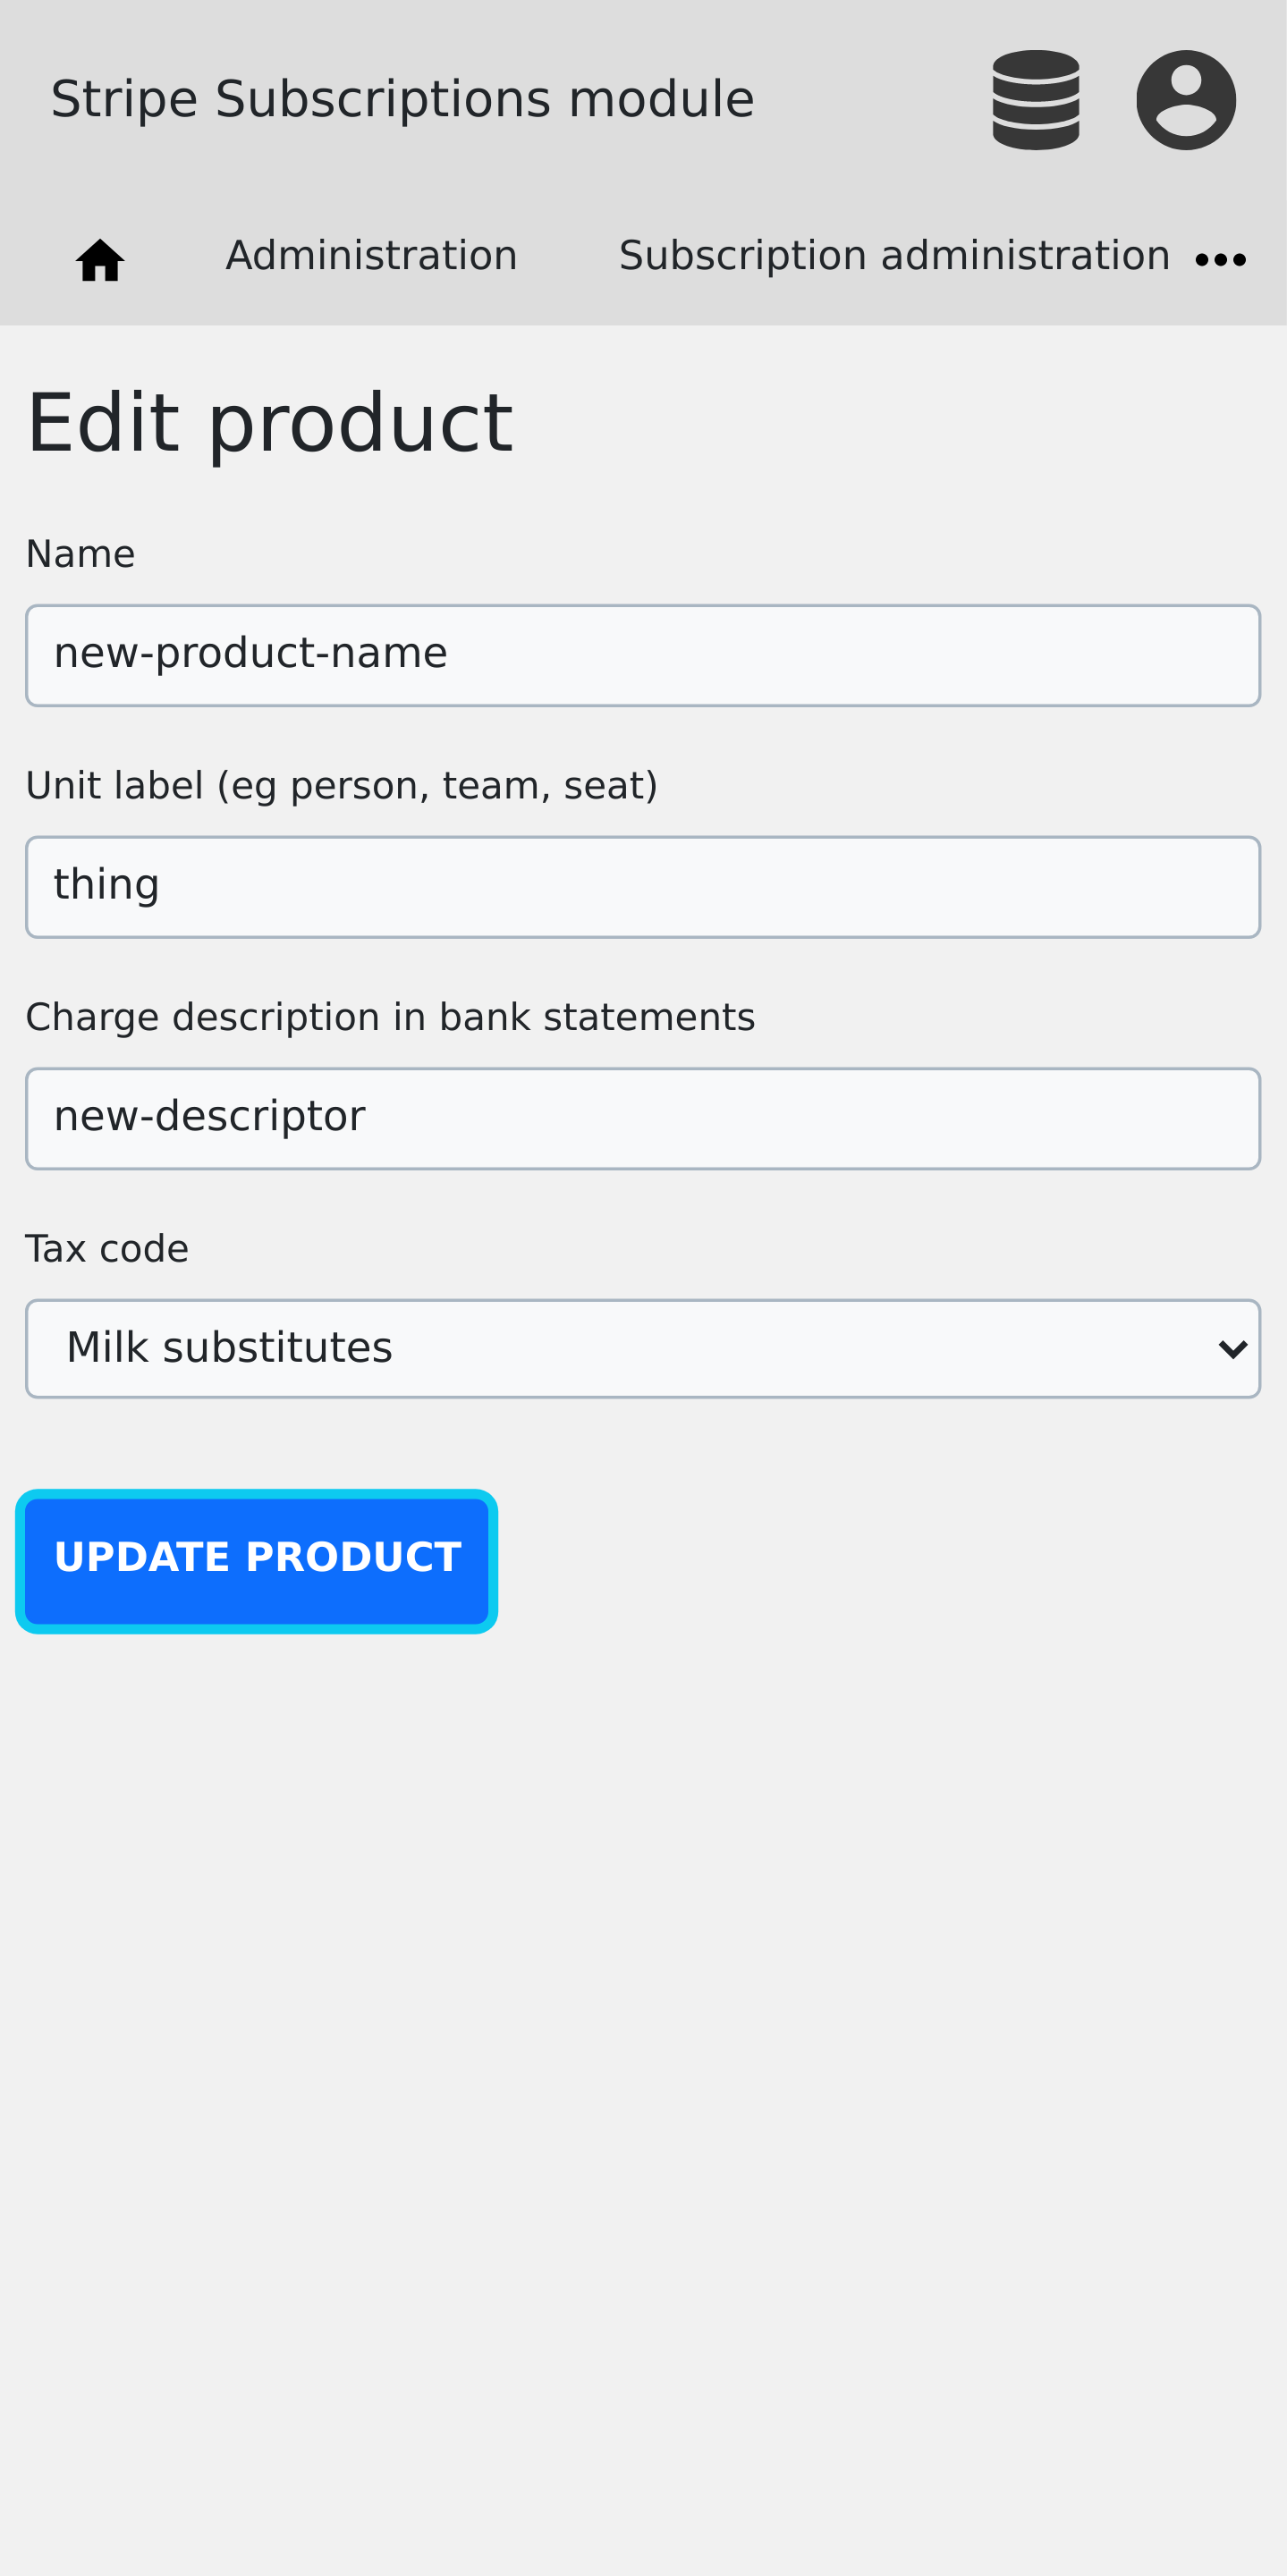 Stripe Subscriptions module
Administration Subscription administration
Edit product
Name
new-product-name
Unit label (eg person, team, seat)
thing
Charge description in bank statements
new-descriptor
Tax code
Milk substitutes
UPDATE PRODUCT